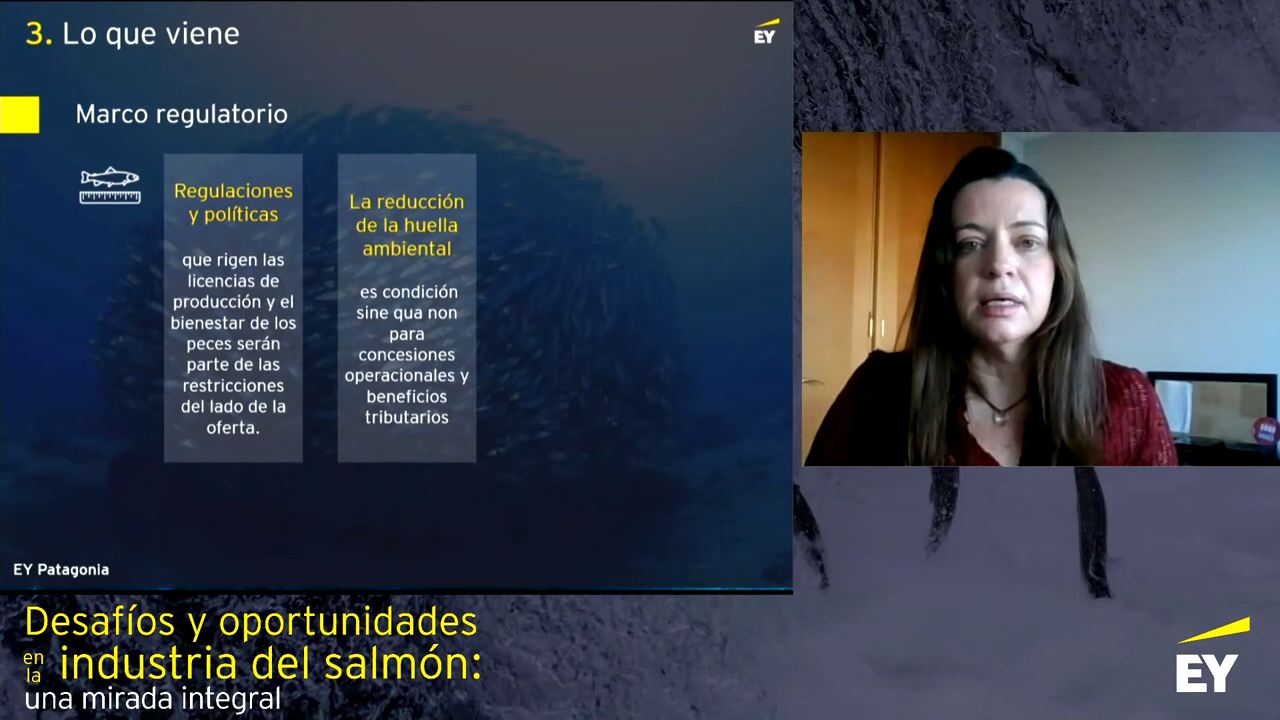 3. Lo que viene
EY
Marco regulatorio
Regulaciones
y políticas
que rigen las
licencias de
producción y el
bienestar de los
peces serán
parte de las
restricciones
del lado de la
oferta.
La reducción
de la huella
ambiental
es condición
sine qua non
para
concesiones
operacionales y
beneficios
tributarios
EY Patagonia
Desafíos y oportunidades
en la industria del salmón:
una mirada integral
EY